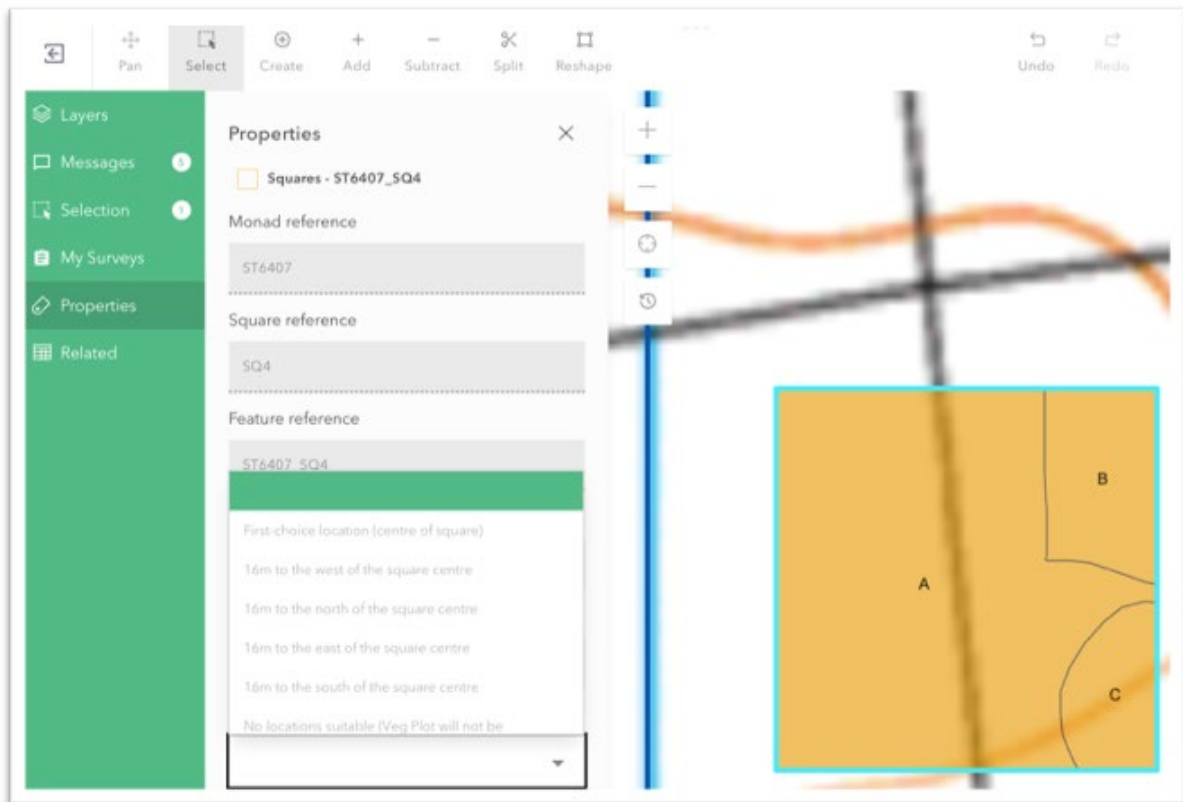 Pan
Select
Create
Add
Subtract
Split
Reshape
Undo
Redo
Layers
Messages 5
Selection 1
My Surveys
Properties
Related
Properties
Squares - ST6407_SQ4
Monad reference
ST6407
Square reference
SQ4
Feature reference
ST6407_SQ4
First-choice location (centre of square)
16m to the west of the square centre
16m to the north of the square centre
16m to the east of the square centre
16m to the south of the square centre
No locations suitable (Veg Plot will not be
A
B
C